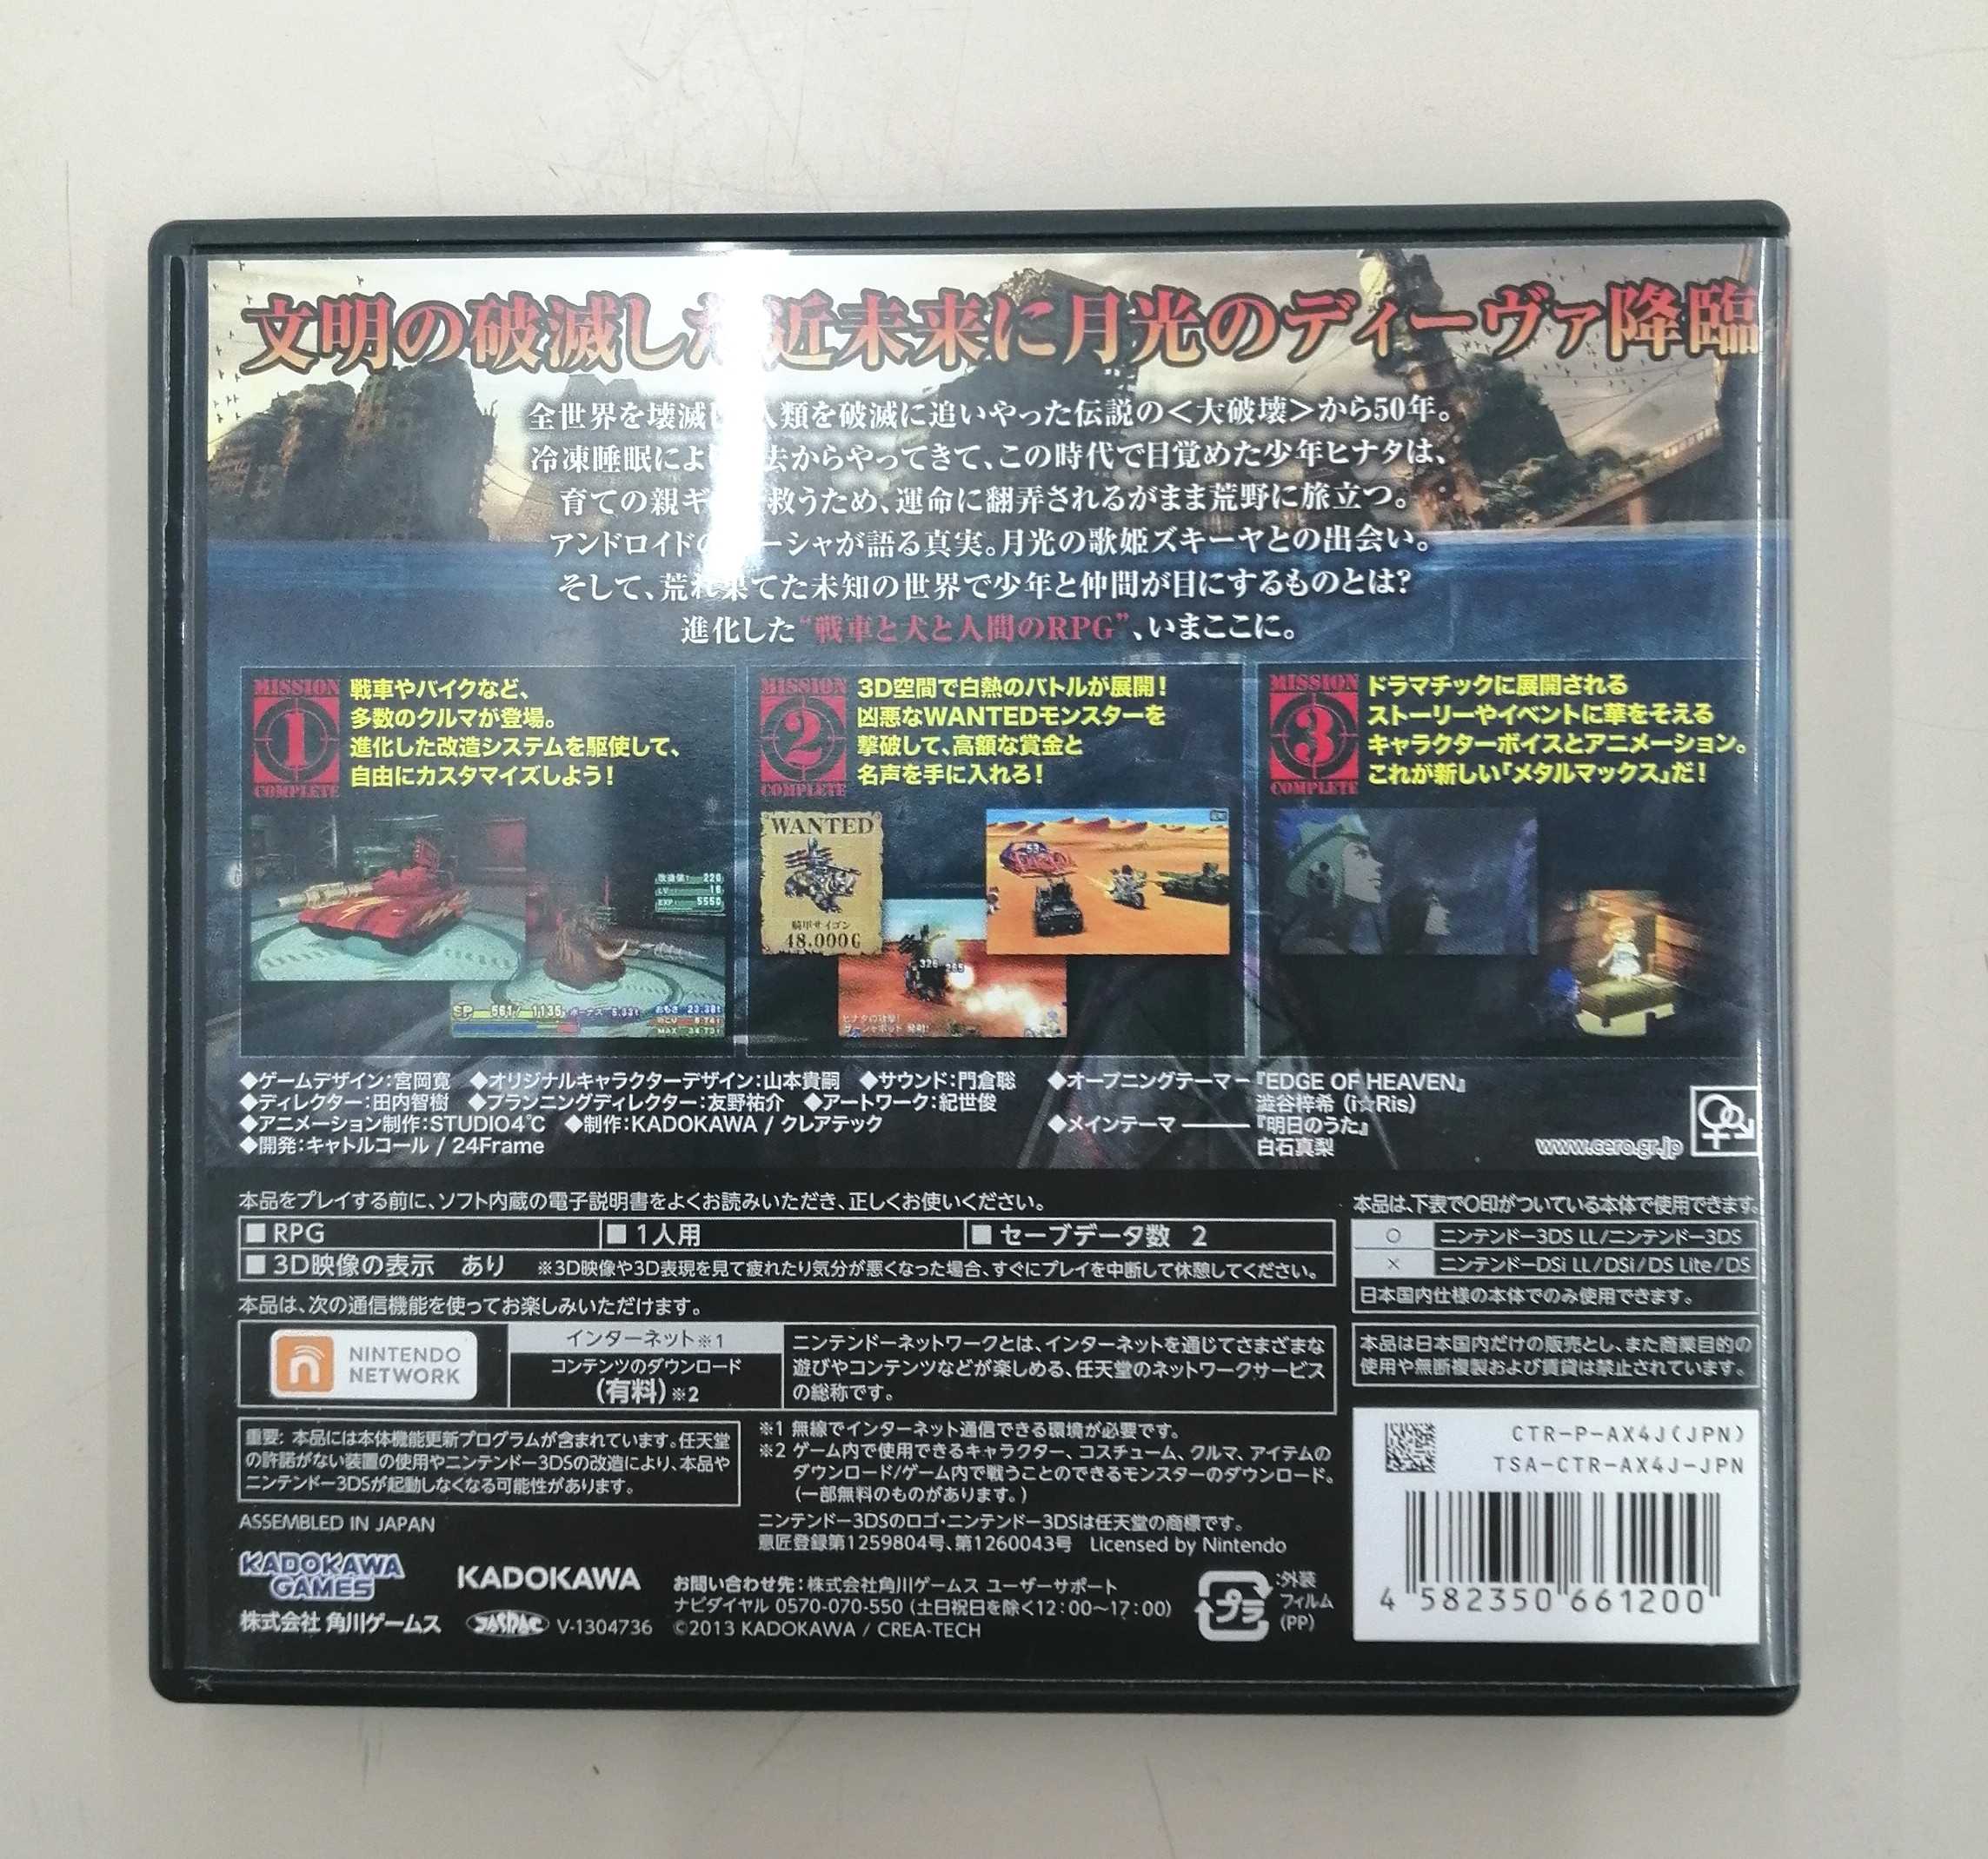 文明の破滅した近未来に月光のディーヴァ降臨
全世界を壊滅 人類を破滅に追いやった伝説の<大破壊>から50年。
冷凍睡眠によ 去からやってきて、この時代で目覚めた少年ヒナタは、
育ての親ギ 救うため、運命に翻弄されるがまま荒野に旅立つ。
アンドロイドの ーシャが語る真実。月光の歌姫ズキーヤとの出会い。
そして、荒れ果てた未知の世界で少年と仲間が目にするものとは?
進化した“戦車と犬と人間のRPG”、いまここに。
MISSION
1
COMPLETE
戦車やバイクなど、
多数のクルマが登場。
進化した改造システムを駆使して、
自由にカスタマイズしよう!
MISSION
2
COMPLETE
3D空間で白熱のバトルが展開!
凶悪なWANTEDモンスターを
撃破して、高額な賞金と
名声を手に入れろ!
MISSION
3
COMPLETE
ドラマチックに展開される
ストーリーやイベントに華をそえる
キャラクターボイスとアニメーション。
これが新しい「メタルマックス」だ!
改造値: 220
LV: 18
EXP: 5550
SP 561/ 1135
WANTED
騎甲サイゴン
48,000G
53
326 265
ヒナタの攻撃!
◆ゲームデザイン:宮岡寛 ◆オリジナルキャラクターデザイン:山本貴嗣 ◆サウンド:門倉聡
◆ディレクター:田内智樹 ◆プランニングディレクター:友野祐介 ◆アートワーク:紀世俊
◆アニメーション制作:STUDIO4℃ ◆制作:KADOKAWA / クレアテック
◆開発:キャトルコール / 24Frame
◆オープニングテーマー『EDGE OF HEAVEN』
澁谷梓希 (i☆Ris)
◆メインテーマ――『明日のうた』
白石真梨
www.cero.gr.jp
本品をプレイする前に、ソフト内蔵の電子説明書をよくお読みいただき、正しくお使いください。
■ RPG ■ 1人用 ■ セーブデータ数 2
■ 3D映像の表示 あり ※3D映像や3D表現を見て疲れたり気分が悪くなった場合、すぐにプレイを中断して休憩してください。
本品は、次の通信機能を使ってお楽しみいただけます。
NINTENDO
NETWORK
インターネット※1
コンテンツのダウンロード
(有料)※2
ニンテンドーネットワークとは、インターネットを通じてさまざまな
遊びやコンテンツなどが楽しめる、任天堂のネットワークサービス
の総称です。
本品は、下表で○印がついている本体で使用できます。
○ ニンテンドー3DS LL/ニンテンドー3DS
× ニンテンドーDSi LL/DSi/DS Lite/DS
日本国内仕様の本体でのみ使用できます。
本品は日本国内だけの販売とし、また商業目的の
使用や無断複製および賃貸は禁止されています。
重要: 本品には本体機能更新プログラムが含まれています。任天堂
の許諾がない装置の使用やニンテンドー3DSの改造により、本品や
ニンテンドー3DSが起動しなくなる可能性があります。
※1 無線でインターネット通信できる環境が必要です。
※2 ゲーム内で使用できるキャラクター、コスチューム、クルマ、アイテムの
ダウンロード/ゲーム内で戦うことのできるモンスターのダウンロード。
(一部無料のものがあります。)
ASSEMBLED IN JAPAN
ニンテンドー3DSのロゴ・ニンテンドー3DSは任天堂の商標です。
意匠登録第1259804号、第1260043号 Licensed by Nintendo
KADOKAWA
GAMES
株式会社 角川ゲームス
KADOKAWA
JASRAC V-1304736
お問い合わせ先:株式会社角川ゲームス ユーザーサポート
ナビダイヤル 0570-070-550 (土日祝日を除く12:00~17:00)
©2013 KADOKAWA / CREA-TECH
プラ
:外装
フィルム
(PP)
CTR-P-AX4J(JPN)
TSA-CTR-AX4J-JPN
4 582350 661200